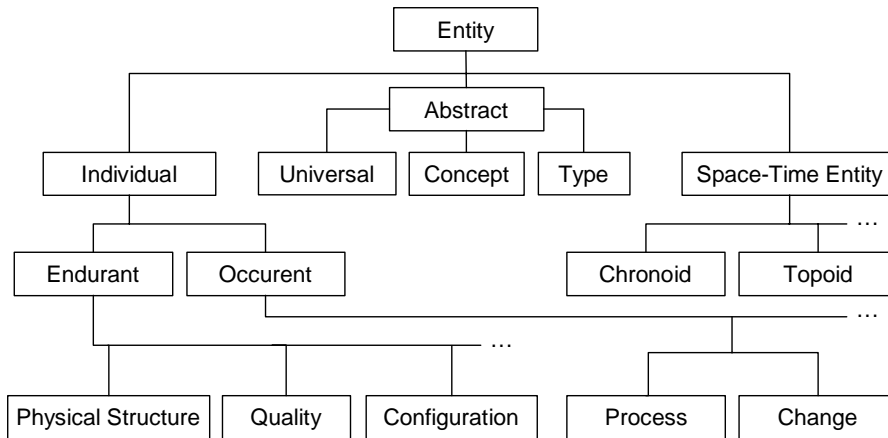 Entity
Abstract
Individual
Universal
Concept
Type
Space-Time Entity
…
Endurant
Occurent
Chronoid
Topoid
…
…
Physical Structure
Quality
Configuration
Process
Change